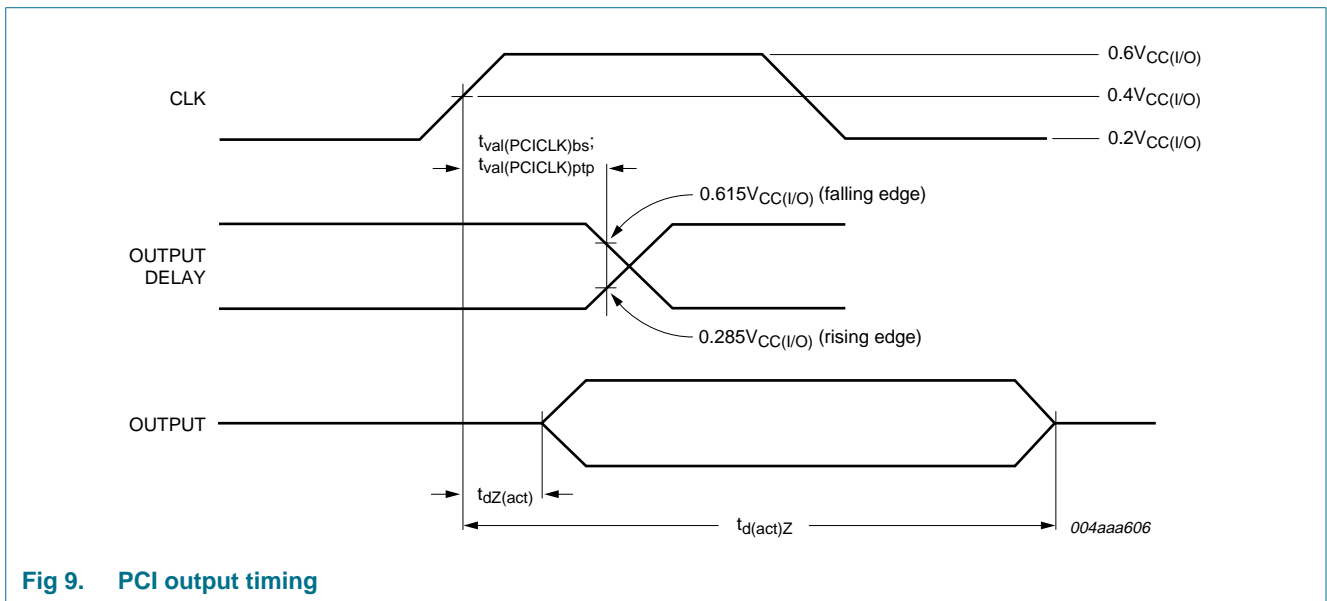 0.6VCC(I/O)
CLK
0.4VCC(I/O)
0.2VCC(I/O)
tval(PCICLK)bs;
tval(PCICLK)ptp
0.615VCC(I/O) (falling edge)
OUTPUT
DELAY
0.285VCC(I/O) (rising edge)
OUTPUT
tdZ(act)
td(act)Z
004aaa606
Fig 9. PCI output timing